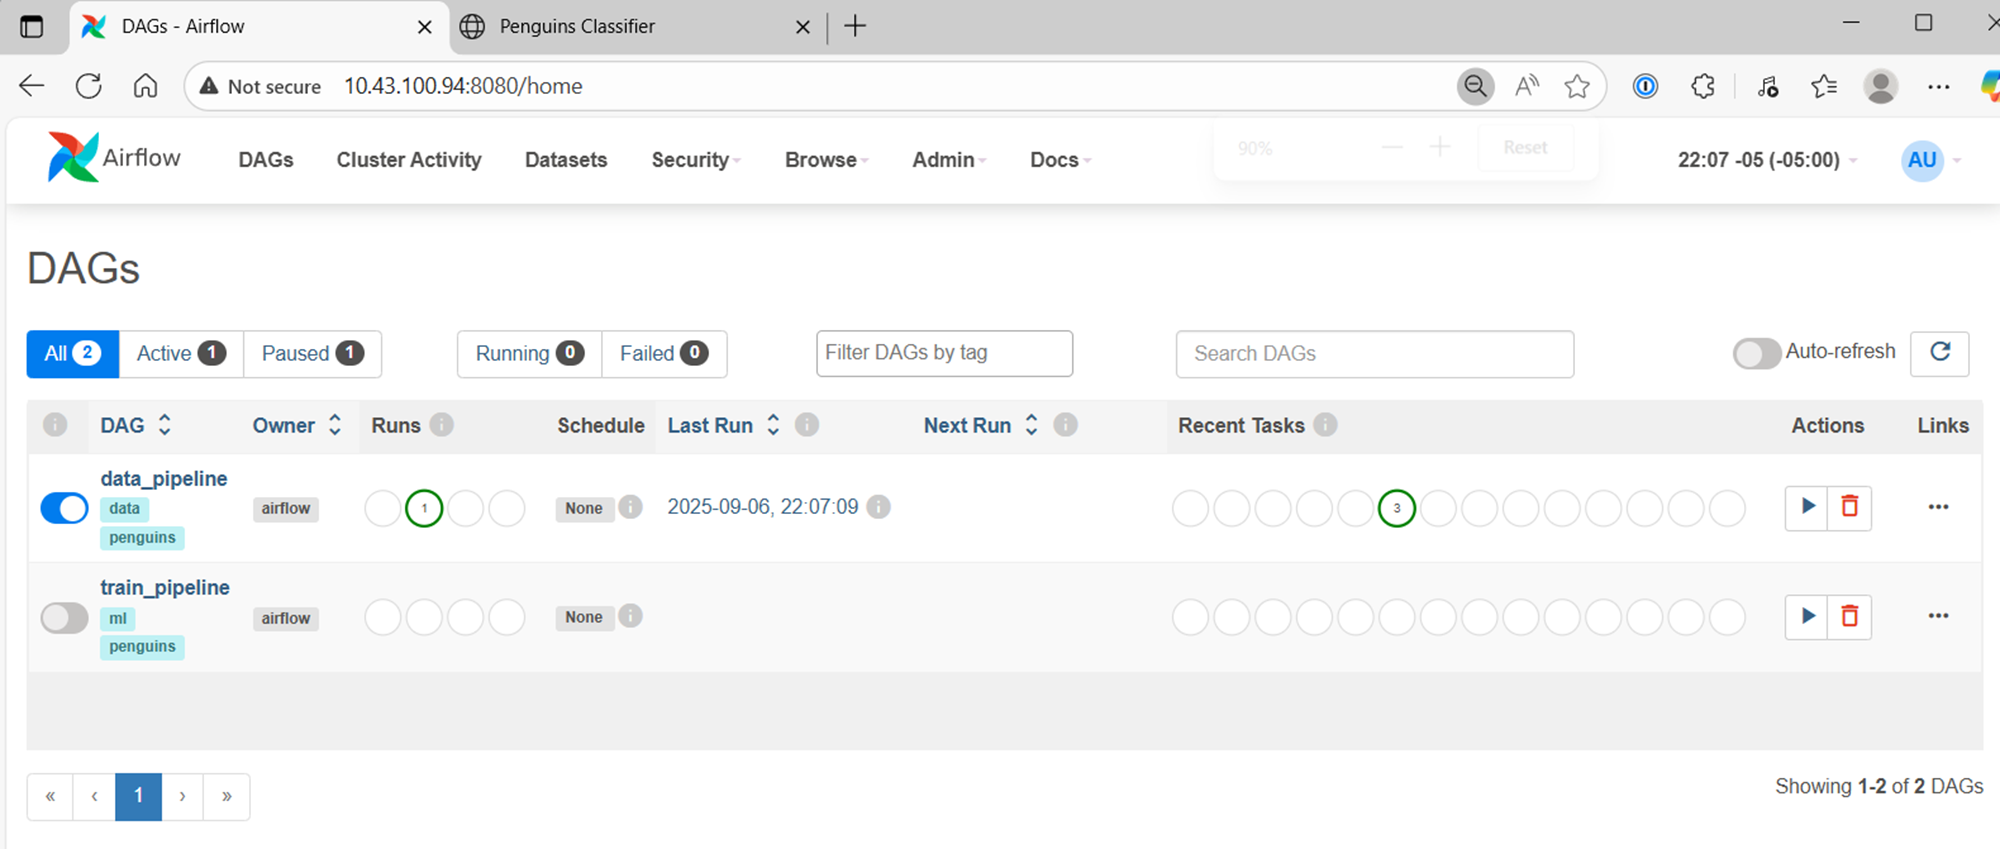 DAGs - Airflow
Penguins Classifier
Not secure 10.43.100.94:8080/home
Airflow DAGs Cluster Activity Datasets Security Browse Admin Docs 90% Reset 22:07 -05 (-05:00) AU
DAGs
All 2 Active 1 Paused 1 Running 0 Failed 0 Filter DAGs by tag Search DAGs Auto-refresh
DAG Owner Runs Schedule Last Run Next Run Recent Tasks Actions Links
data_pipeline
data airflow 1 None 2025-09-06, 22:07:09 3
penguins
train_pipeline
ml airflow None
penguins
« ‹ 1 › »
Showing 1-2 of 2 DAGs